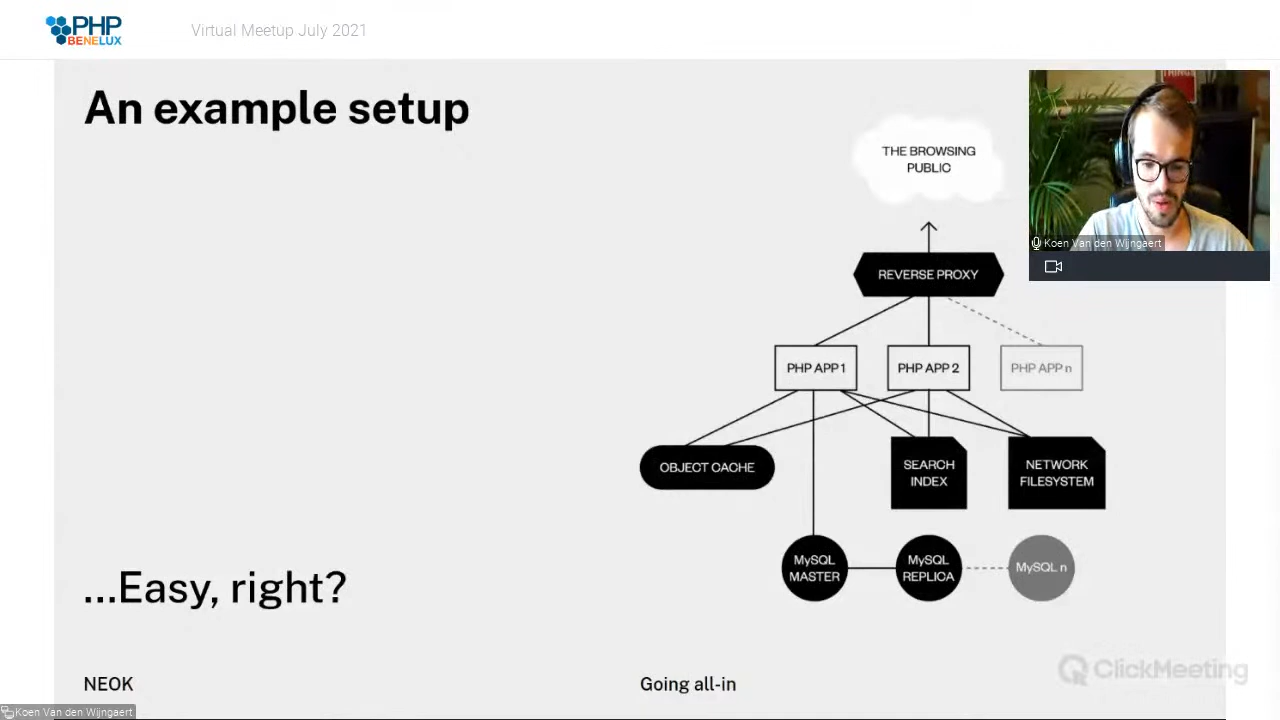 PHP
BENELUX
Virtual Meetup July 2021
An example setup
THINGS
THE BROWSING
PUBLIC
Koen Van den Wijngaert
REVERSE PROXY
PHP APP 1
PHP APP 2
PHP APP n
OBJECT CACHE
SEARCH
INDEX
NETWORK
FILESYSTEM
MySQL
MASTER
MySQL
REPLICA
MySQL n
...Easy, right?
ClickMeeting
NEOK
Going all-in
Koen Van den Wijngaert